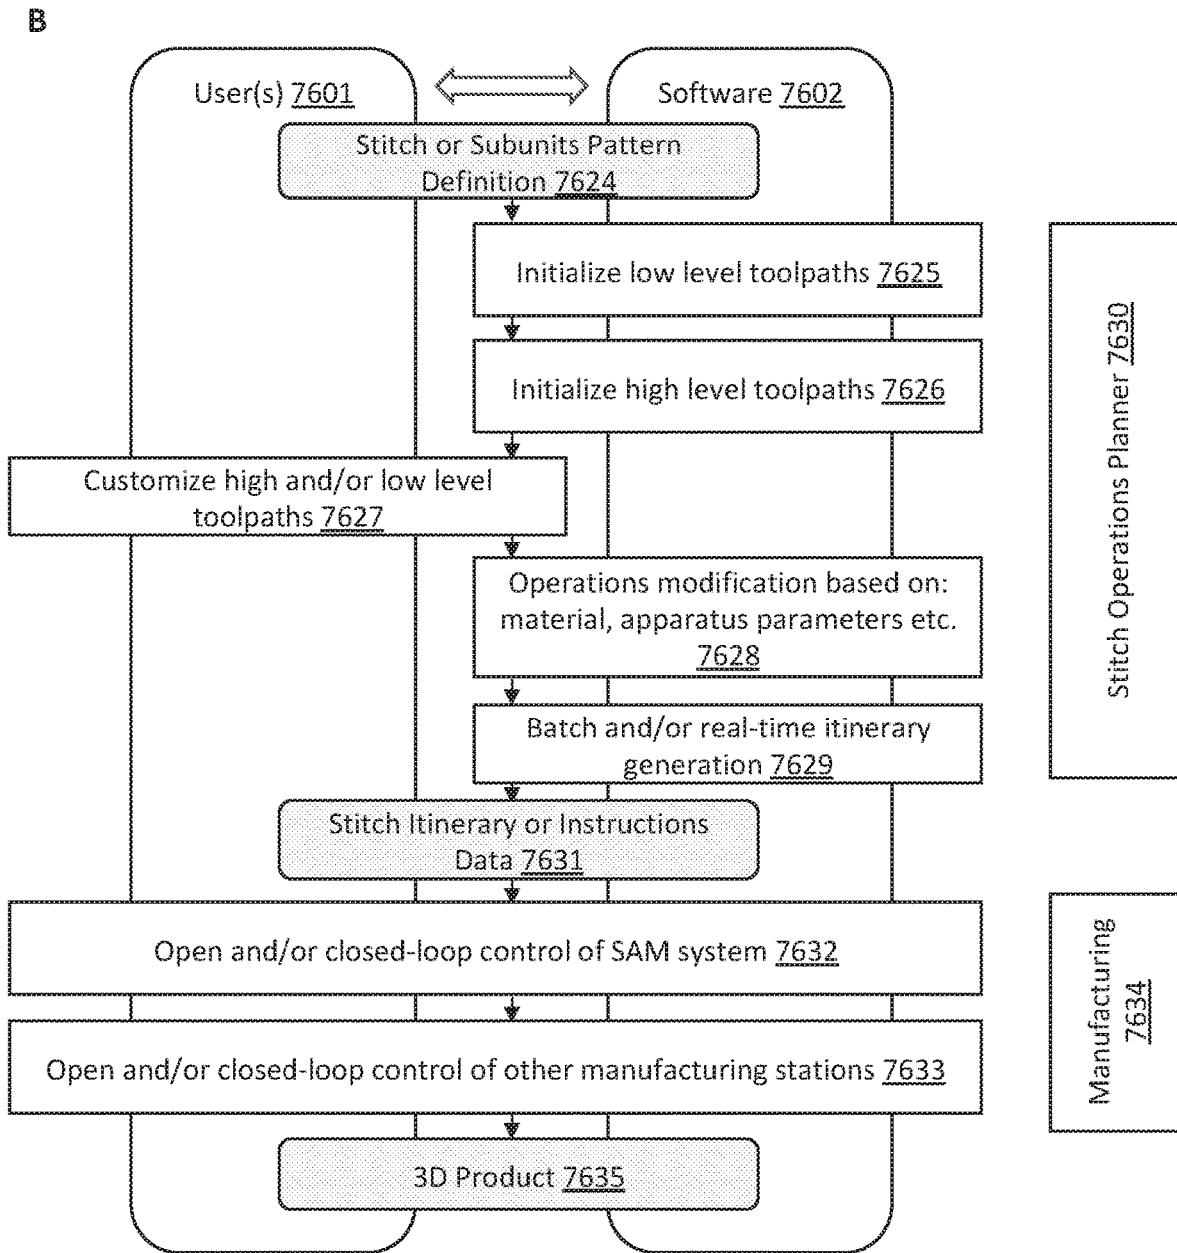 B
User(s) 7601
Software 7602
Stitch or Subunits Pattern
Definition 7624
Initialize low level toolpaths 7625
Initialize high level toolpaths 7626
Customize high and/or low level
toolpaths 7627
Operations modification based on:
material, apparatus parameters etc.
7628
Batch and/or real-time itinerary
generation 7629
Stitch Operations Planner 7630
Stitch Itinerary or Instructions
Data 7631
Open and/or closed-loop control of SAM system 7632
Open and/or closed-loop control of other manufacturing stations 7633
Manufacturing
7634
3D Product 7635